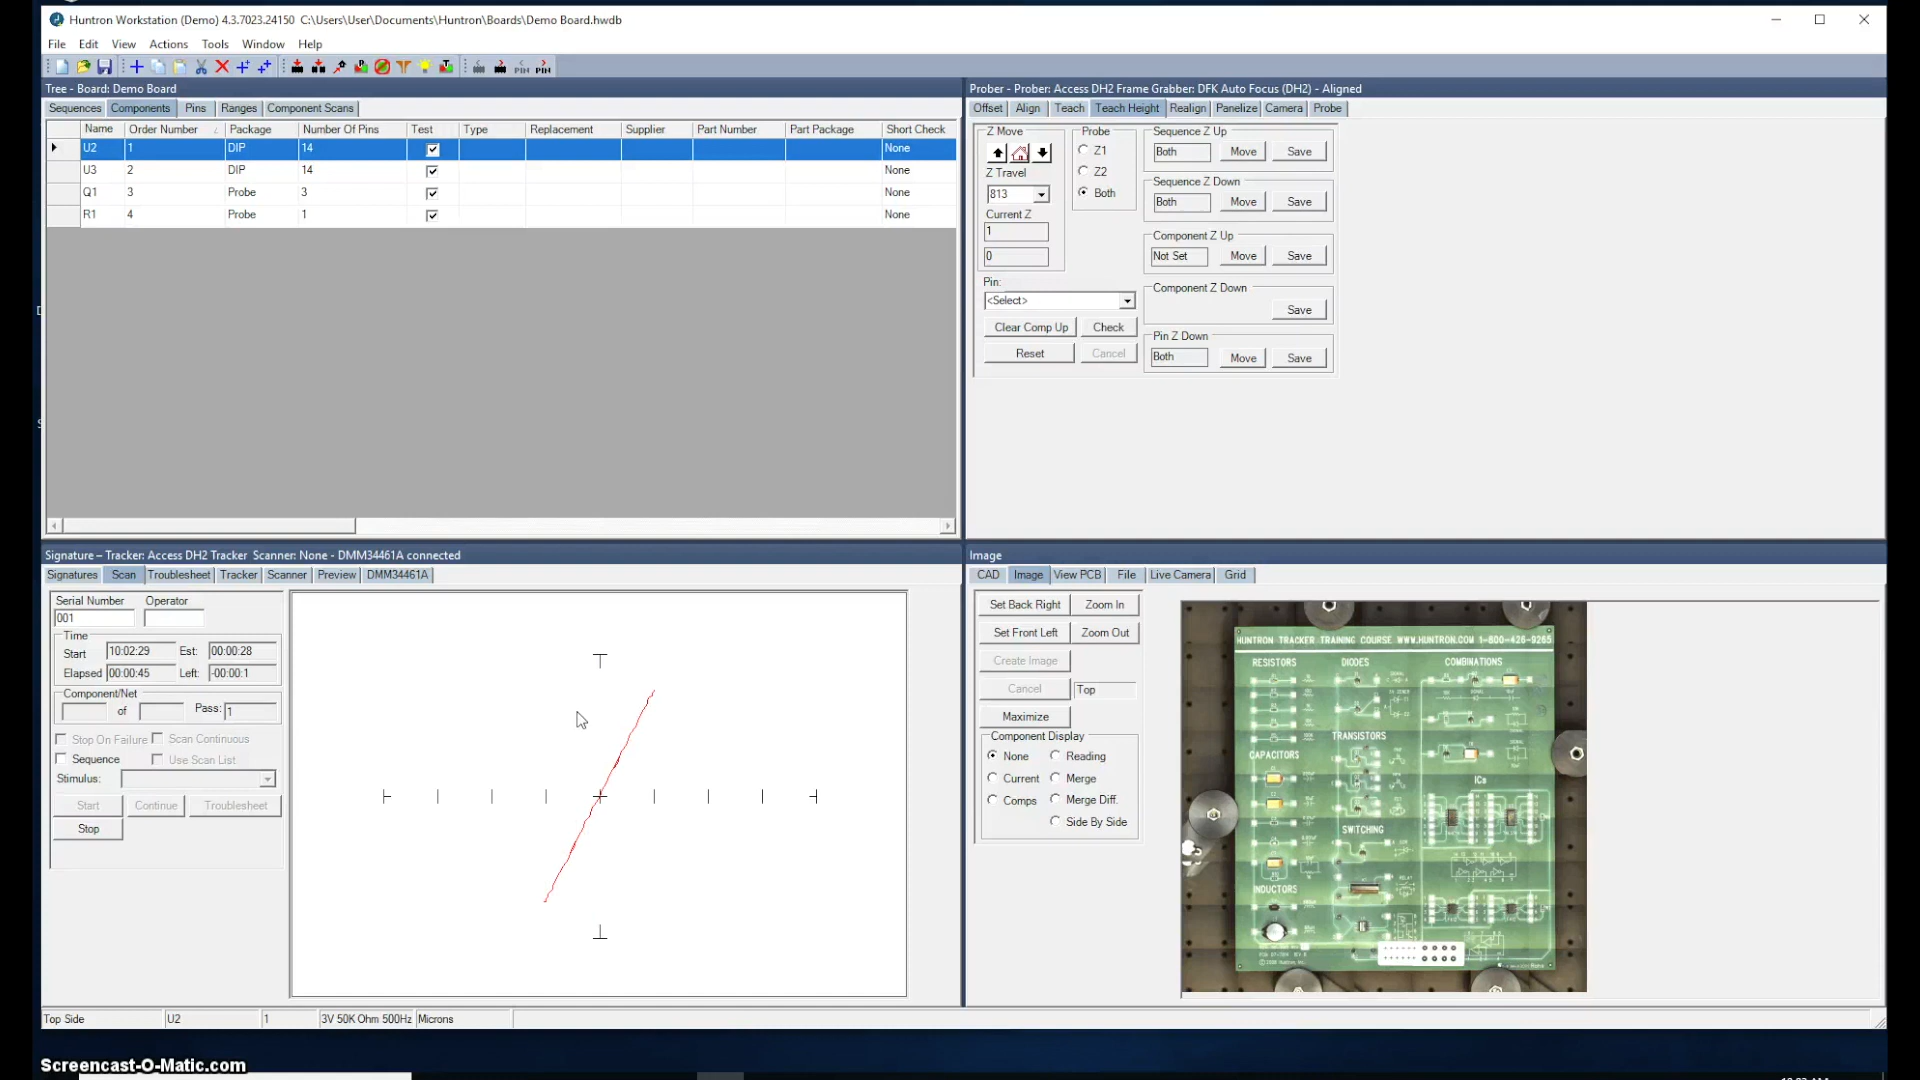 Huntron Workstation (Demo) 4.3.7023.24150 C:\Users\User\Documents\Huntron\Boards\Demo Board.hwdb
File Edit View Actions Tools Window Help
Tree - Board: Demo Board
Sequences Components Pins Ranges Component Scans
Name Order Number Package Number Of Pins Test Type Replacement Supplier Part Number Part Package Short Check
U2 1 DIP 14 None
U3 2 DIP 14 None
Q1 3 Probe 3 None
R1 4 Probe 1 None
Prober - Prober: Access DH2 Frame Grabber: DFK Auto Focus (DH2) - Aligned
Offset Align Teach Teach Height Realign Panelize Camera Probe
Z Move
Z Travel
813
Current Z
1
0
Probe
Z1
Z2
Both
Pin:
<Select>
Clear Comp Up Check
Reset Cancel
Sequence Z Up
Both Move Save
Sequence Z Down
Both Move Save
Component Z Up
Not Set Move Save
Component Z Down
Save
Pin Z Down
Both Move Save
Signature – Tracker: Access DH2 Tracker Scanner: None - DMM34461A connected
Signatures Scan Troublesheet Tracker Scanner Preview DMM34461A
Serial Number Operator
001
Time
Start 10:02:29 Est: 00:00:28
Elapsed 00:00:45 Left: -00:00:1
Component/Net
of Pass: 1
Stop On Failure Scan Continuous
Sequence Use Scan List
Stimulus:
Start Continue Troublesheet
Stop
Image
CAD Image View PCB File Live Camera Grid
Set Back Right Zoom In
Set Front Left Zoom Out
Create Image
Cancel Top
Maximize
Component Display
None Reading
Current Merge
Comps Merge Diff.
Side By Side
HUNTRON TRACKER TRAINING COURSE WWW.HUNTRON.COM 1-800-426-9265
RESISTORS DIODES COMBINATIONS
TRANSISTORS
CAPACITORS
ICs
SWITCHING
INDUCTORS
Top Side U2 1 3V 50K Ohm 500Hz Microns
Screencast-O-Matic.com